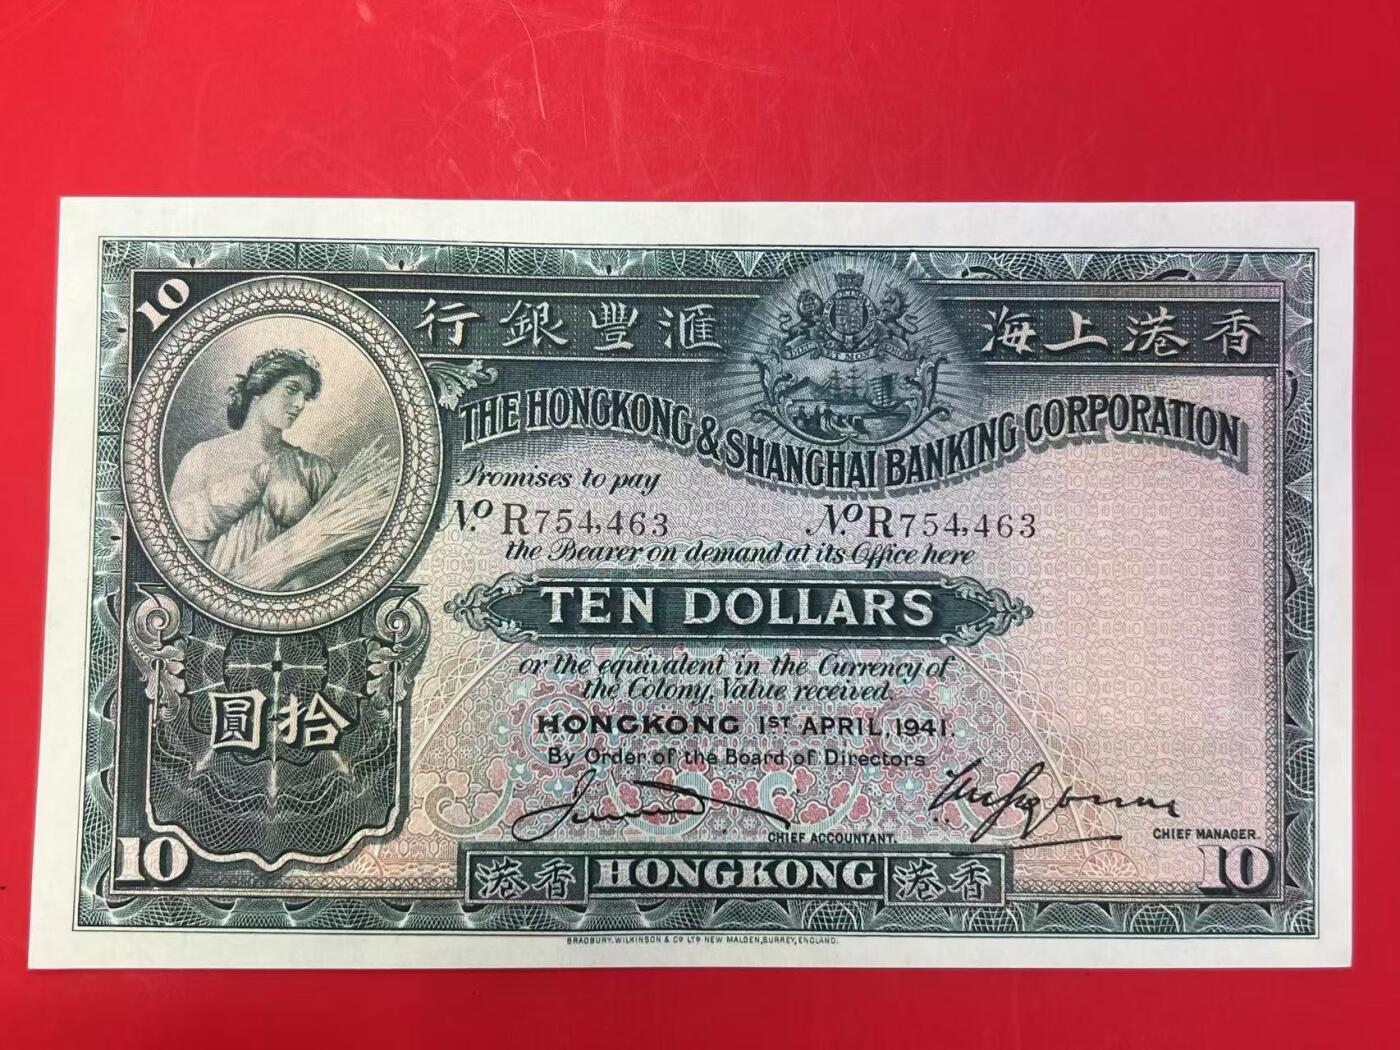 10
行銀豐滙 海上港香
THE HONGKONG & SHANGHAI BANKING CORPORATION
Promises to pay
No. R754,463 No. R754,463
the Bearer on demand at its Office here
TEN DOLLARS
or the equivalent in the Currency of
the Colony, Value received.
圓拾
HONGKONG 1ST APRIL, 1941.
By Order of the Board of Directors
CHIEF ACCOUNTANT. CHIEF MANAGER.
10 港香 HONGKONG 港香 10
BRADBURY, WILKINSON & Co LTD NEW MALDEN, SURREY, ENGLAND.